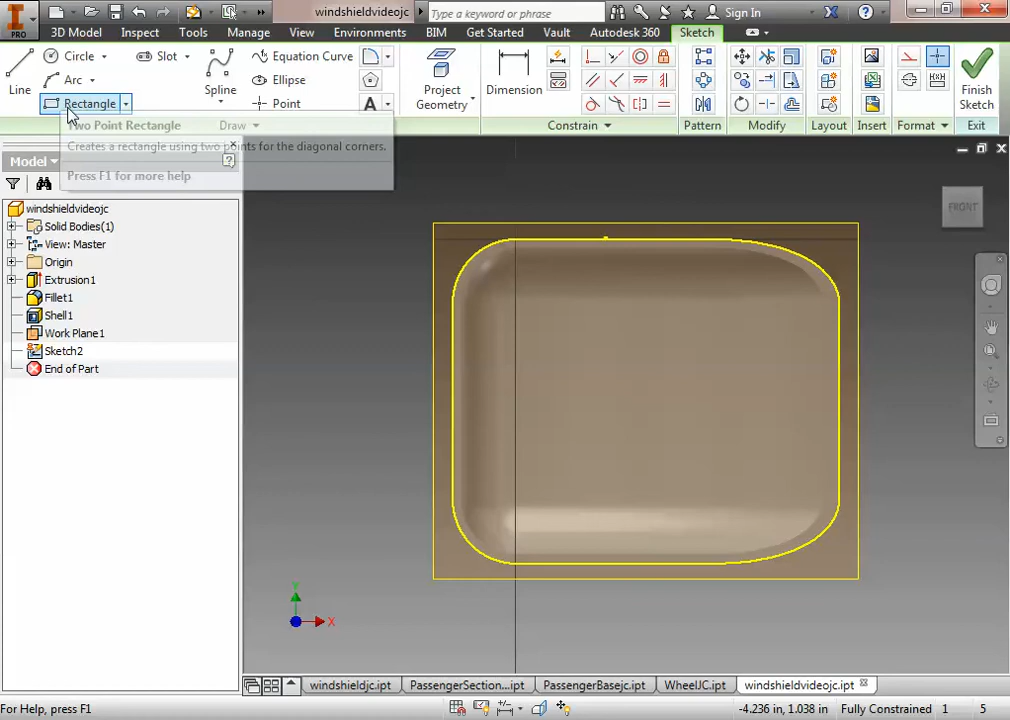 windshieldvideojc
Type a keyword or phrase
Sign In
PRO
3D Model
Inspect
Tools
Manage
View
Environments
BIM
Get Started
Vault
Autodesk 360
Sketch
Line
Circle
Arc
Rectangle
Slot
Spline
Equation Curve
Ellipse
Point
A
Project
Geometry
Dimension
Finish
Sketch
Draw
Constrain
Pattern
Modify
Layout
Insert
Format
Exit
Two Point Rectangle
Creates a rectangle using two points for the diagonal corners.
Press F1 for more help
Model
windshieldvideojc
Solid Bodies(1)
View: Master
Origin
Extrusion1
Fillet1
Shell1
Work Plane1
Sketch2
End of Part
FRONT
Y
X
windshieldjc.ipt
PassengerSection...ipt
PassengerBasejc.ipt
WheelJC.ipt
windshieldvideojc.ipt
For Help, press F1
-4.236 in, 1.038 in
Fully Constrained
1
5